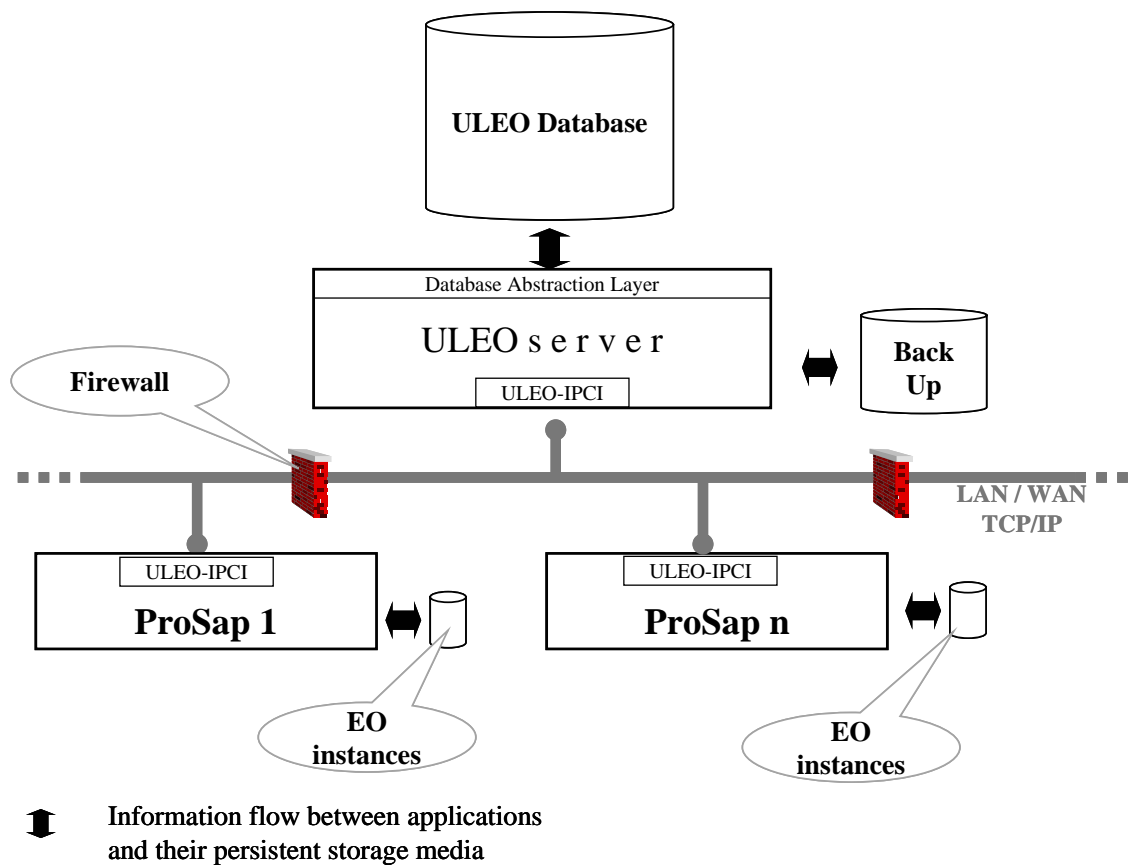 ULEO Database
Database Abstraction Layer
ULEO s e r v e r
ULEO-IPCI
Back
Up
Firewall
LAN / WAN
TCP/IP
ULEO-IPCI
ProSap 1
ULEO-IPCI
ProSap n
EO
instances
EO
instances
Information flow between applications
and their persistent storage media